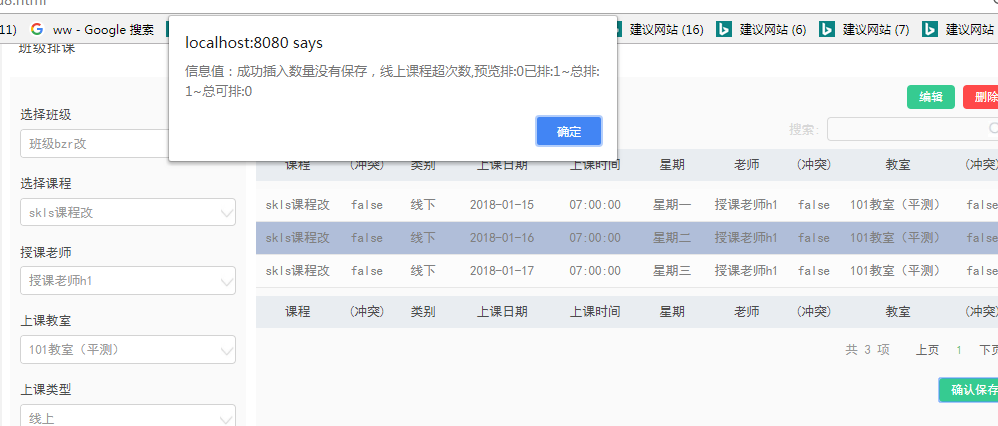 d8.html
11)
ww - Google 搜索
建议网站 (16)
建议网站 (6)
建议网站 (7)
建议网站 (
班级排课
localhost:8080 says
信息值：成功插入数量没有保存，线上课程超次数,预览排:0已排:1~总排:
1~总可排:0
确定
编辑
删除
搜索:
选择班级
班级bzr改
选择课程
skls课程改
授课老师
授课老师h1
上课教室
101教室（平测）
上课类型
线上
课程 (冲突) 类别 上课日期 上课时间 星期 老师 (冲突) 教室 (冲突)
skls课程改 false 线下 2018-01-15 07:00:00 星期一 授课老师h1 false 101教室（平测） false
skls课程改 false 线下 2018-01-16 07:00:00 星期二 授课老师h1 false 101教室（平测） false
skls课程改 false 线下 2018-01-17 07:00:00 星期三 授课老师h1 false 101教室（平测） false
课程 (冲突) 类别 上课日期 上课时间 星期 老师 (冲突) 教室 (冲突)
共 3 项 上页 1 下页
确认保存